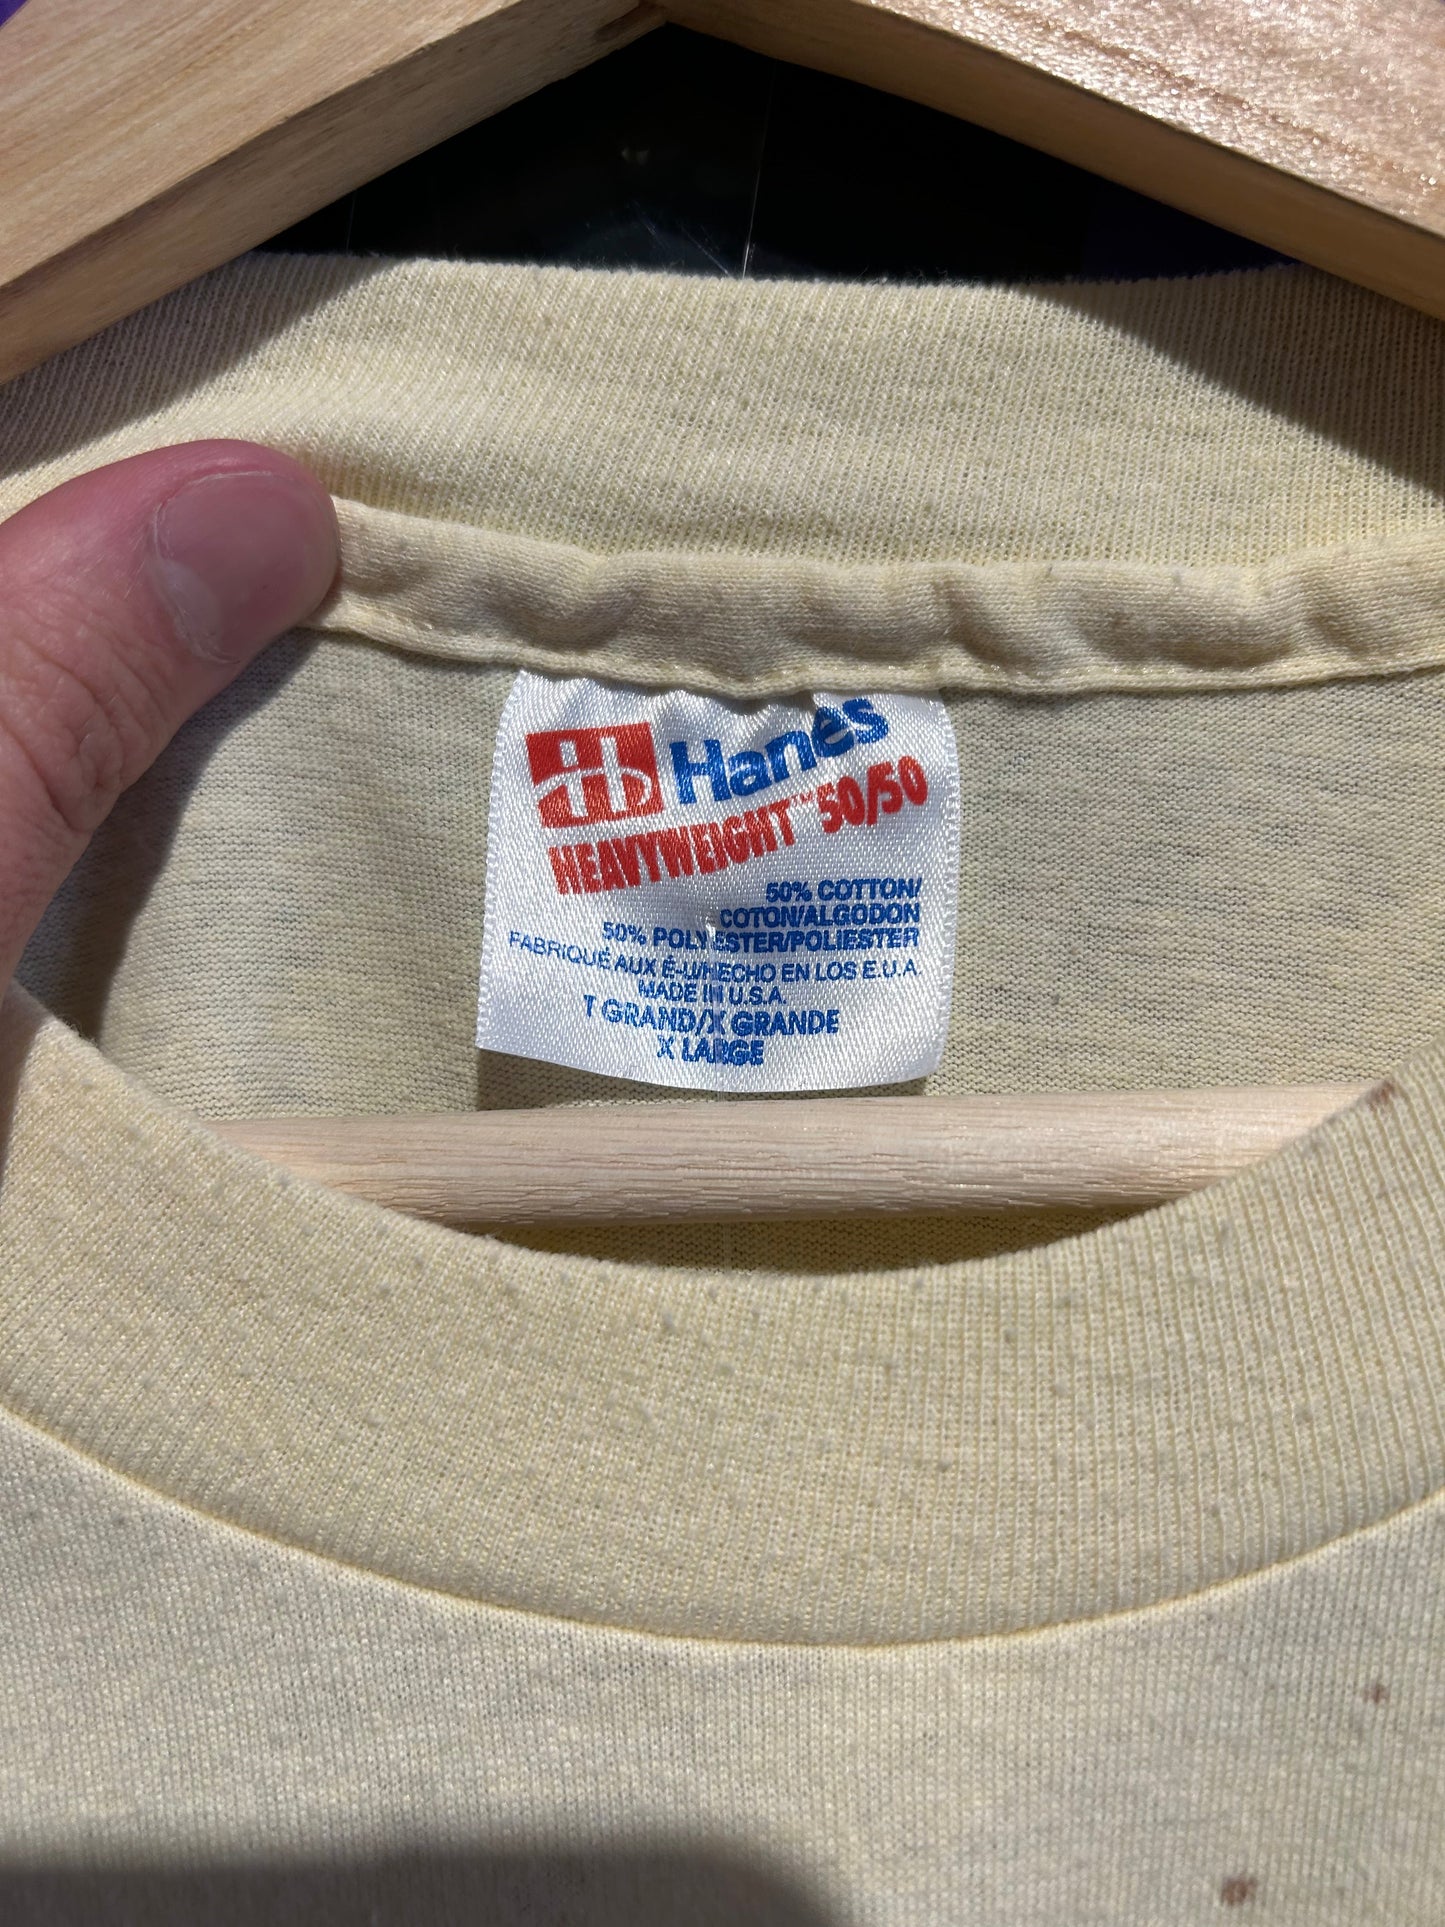 Hanes
HEAVYWEIGHT™ 50/50
50% COTTON/
COTON/ALGODON
50% POLYESTER/POLIESTER
FABRIQUÉ AUX É-U/HECHO EN LOS E.U.A.
MADE IN U.S.A.
T GRAND/X GRANDE
X LARGE